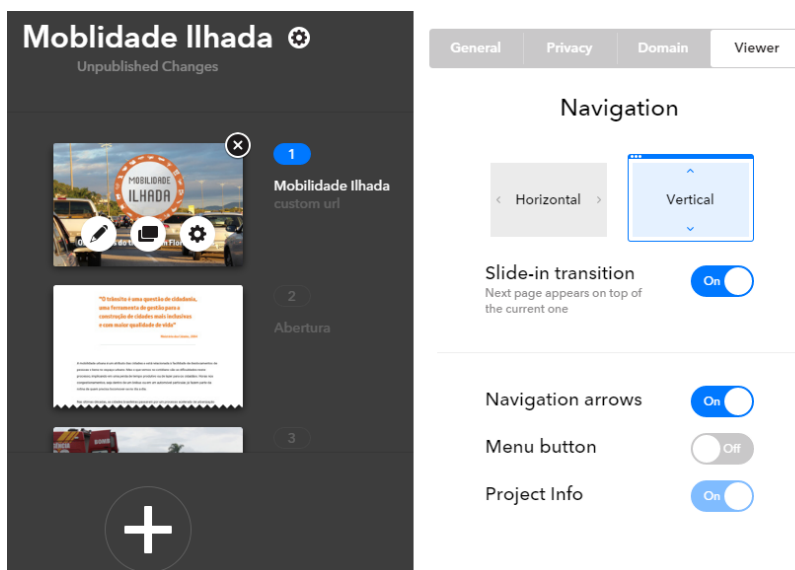 Moblidade Ilhada
Unpublished Changes
MOBILIDADE
ILHADA
1
Mobilidade Ilhada
custom url
"O trânsito é uma questão de cidadania,
uma ferramenta de gestão para a
construção de cidades mais inclusivas
e com maior qualidade de vida"
2
Abertura
3
General
Privacy
Domain
Viewer
Navigation
Horizontal
Vertical
Slide-in transition
On
Next page appears on top of
the current one
Navigation arrows
On
Menu button
Off
Project Info
On